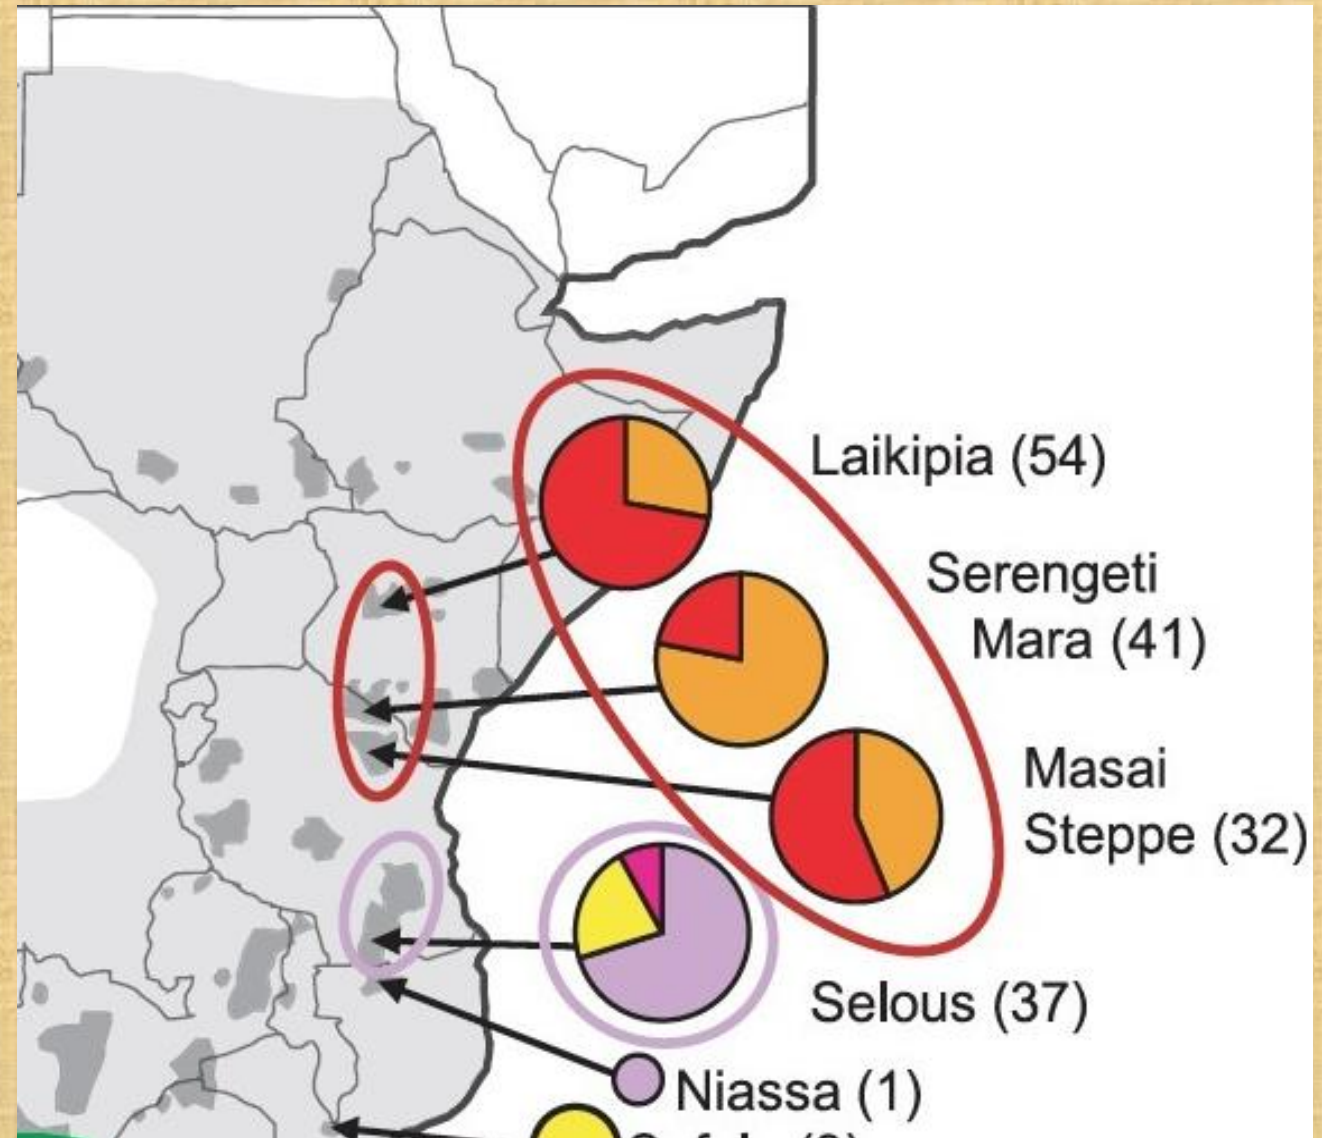 Laikipia (54)
Serengeti
Mara (41)
Masai
Steppe (32)
Selous (37)
Niassa (1)